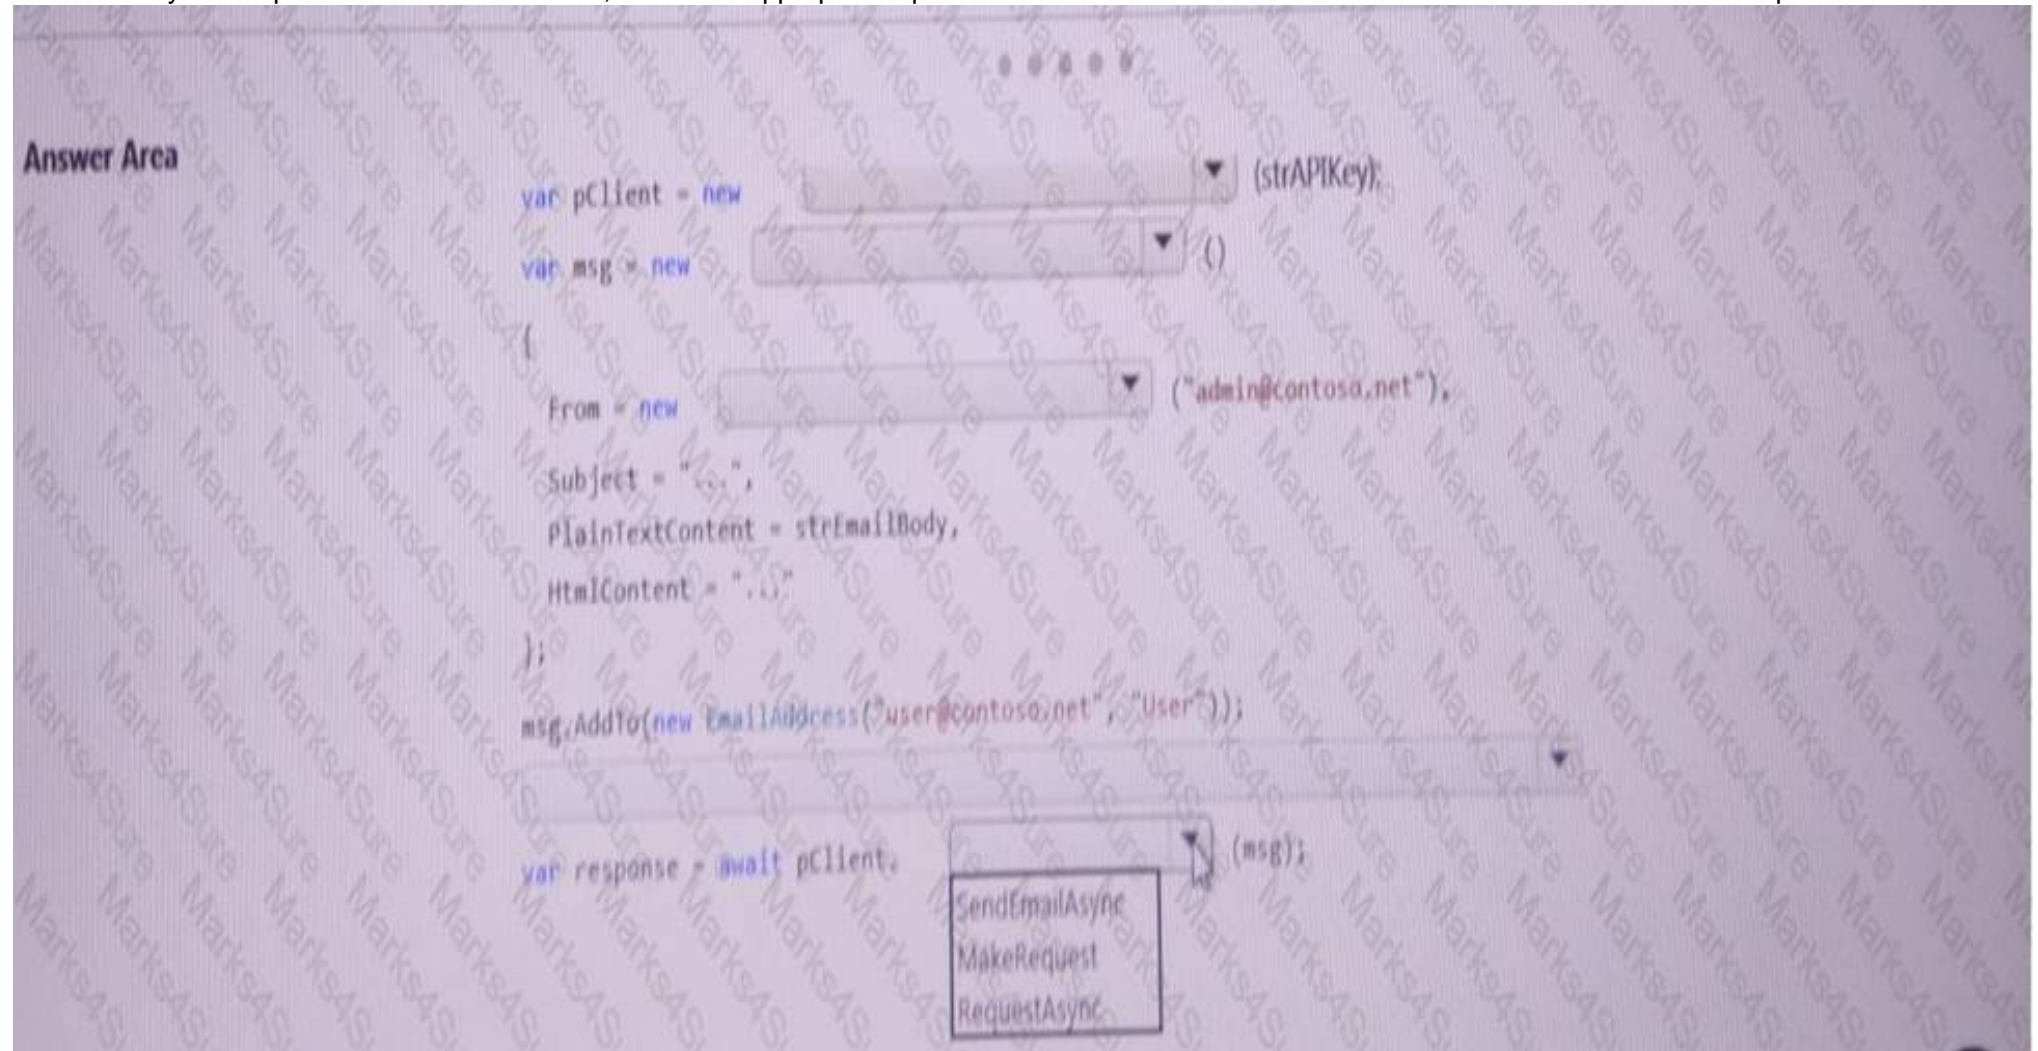 Answer Area
var pClient = new (strAPIKey);
var msg = new ()
{
From = new ("admin@contoso.net"),
Subject = "...",
PlainTextContent = strEmailBody,
HtmlContent = "..."
};
msg.AddTo(new EmailAddress("user@contoso.net", "User"));
var response = await pClient. (msg);
SendEmailAsync
MakeRequest
RequestAsync
Marks4Sure